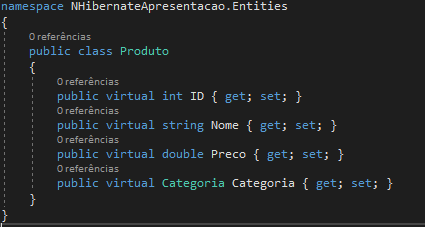 namespace NHibernateApresentacao.Entities
{
0 referências
public class Produto
{
0 referências
public virtual int ID { get; set; }
0 referências
public virtual string Nome { get; set; }
0 referências
public virtual double Preco { get; set; }
0 referências
public virtual Categoria Categoria { get; set; }
}
}